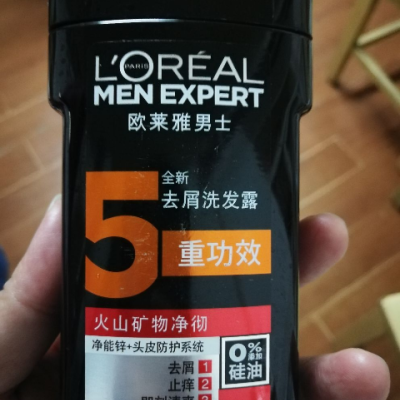 L'ORÉAL
PARIS
MEN EXPERT
欧莱雅男士
5
全新
去屑洗发露
重功效
火山矿物净彻
净能锌+头皮防护系统
0%
添加
硅油
去屑 1
止痒 2